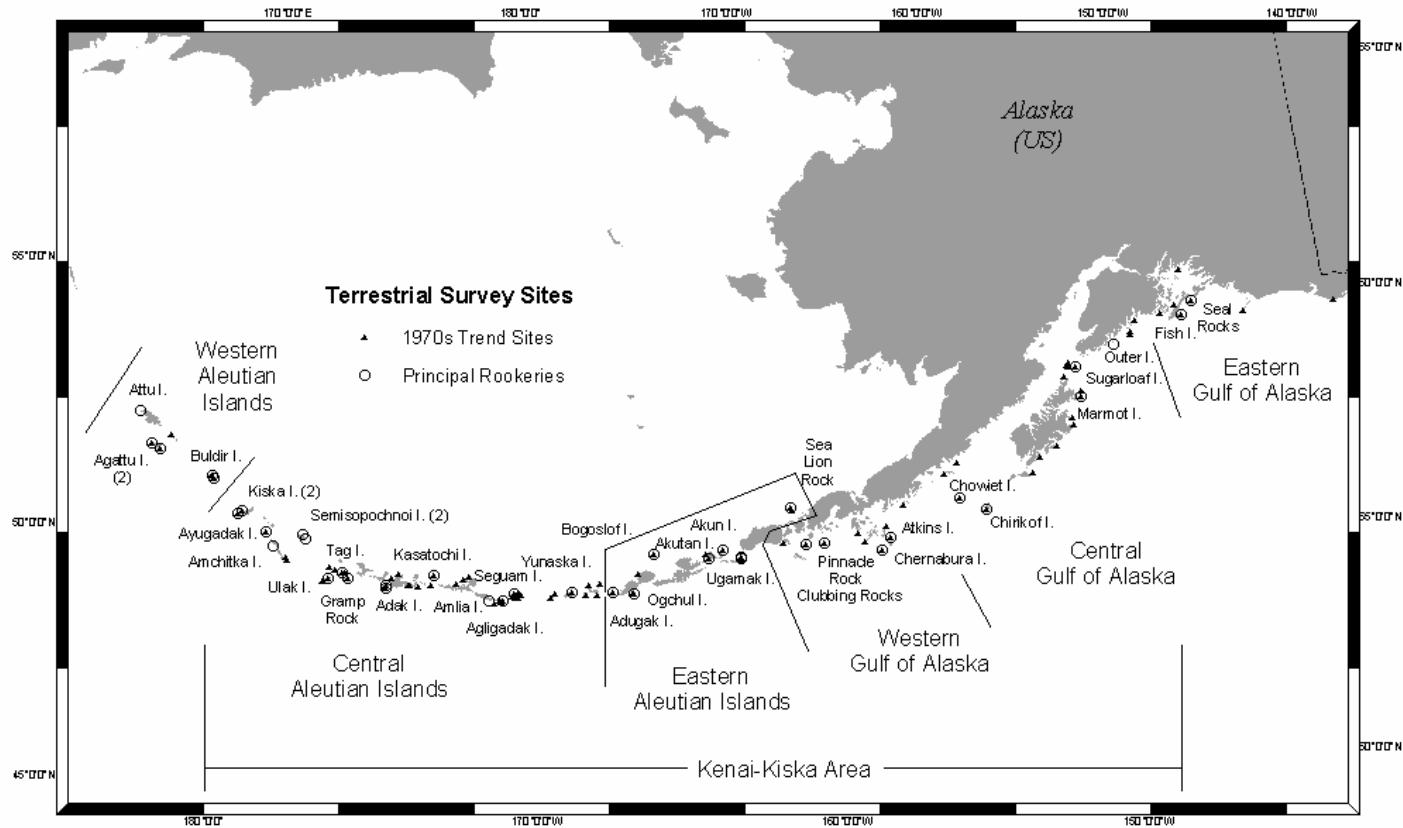 170°0'0"E
180°0'0"
170°0'0"W
160°0'0"W
150°0'0"W
140°0'0"W
Alaska
(US)
55°0'0"N
Terrestrial Survey Sites
1970s Trend Sites
Principal Rookeries
Western
Aleutian
Islands
Attu I.
Agattu I.
(2)
Buldir I.
Kiska I. (2)
Ayugadak I.
Semisopochnoi I. (2)
Amchitka I.
Tag I.
Ulak I.
Gramp
Rock
Kasatochi I.
Adak I.
Amlia I.
Seguam I.
Agligadak I.
Yunaska I.
Bogoslof I.
Adugak I.
Ogchul I.
Akutan I.
Akun I.
Ugamak I.
Sea
Lion
Rock
Pinnacle
Rock
Clubbing Rocks
Atkins I.
Chernabura I.
Chowiet I.
Chirikof I.
Marmot I.
Sugarloaf I.
Outer I.
Fish I.
Seal
Rocks
Eastern
Gulf of Alaska
Central
Gulf of Alaska
Western
Gulf of Alaska
Eastern
Aleutian Islands
Central
Aleutian Islands
Kenai-Kiska Area
50°0'0"N
55°0'0"N
50°0'0"N
45°0'0"N
180°0'0"
170°0'0"W
160°0'0"W
150°0'0"W